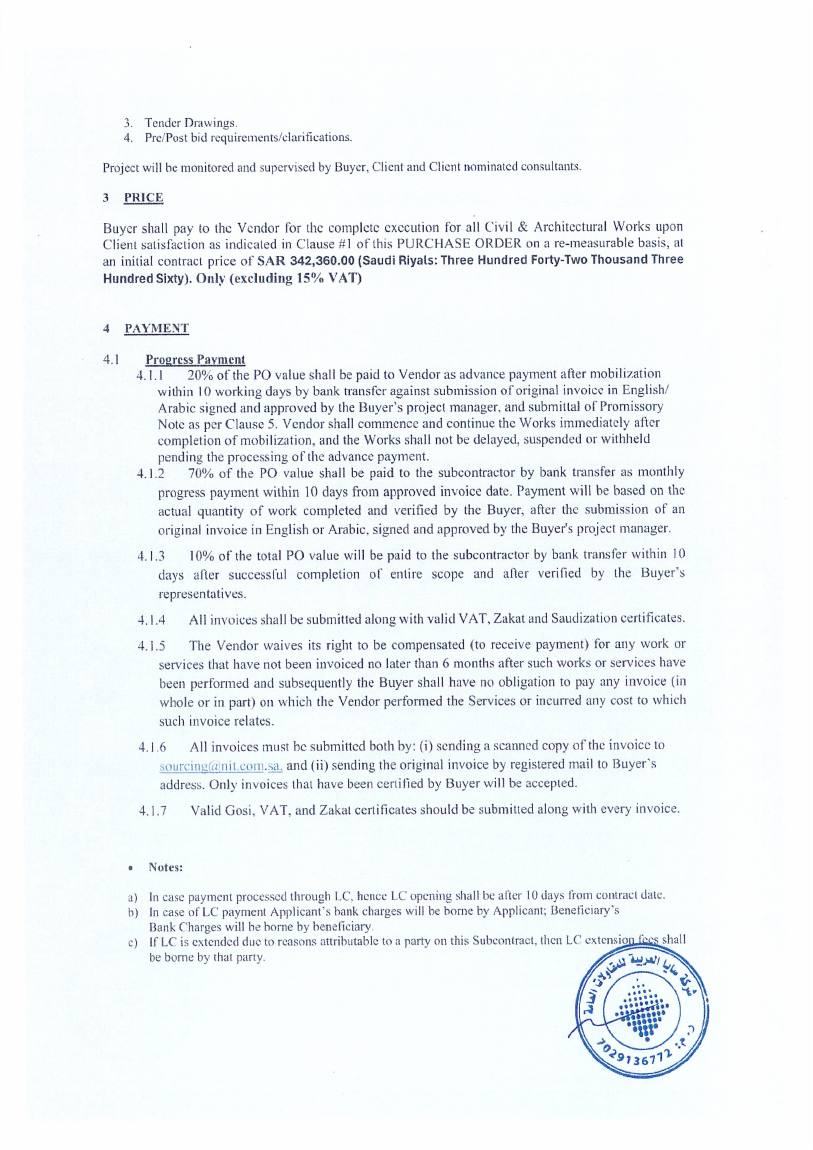 3. Tender Drawings.
4. Pre/Post bid requirements/clarifications.
Project will be monitored and supervised by Buyer, Client and Client nominated consultants.
3 PRICE
Buyer shall pay to the Vendor for the complete execution for all Civil & Architectural Works upon
Client satisfaction as indicated in Clause #1 of this PURCHASE ORDER on a re-measurable basis, at
an initial contract price of SAR 342,360.00 (Saudi Riyals: Three Hundred Forty-Two Thousand Three
Hundred Sixty). Only (excluding 15% VAT)
4 PAYMENT
4.1 Progress Payment
4.1.1 20% of the PO value shall be paid to Vendor as advance payment after mobilization
within 10 working days by bank transfer against submission of original invoice in English/
Arabic signed and approved by the Buyer's project manager, and submittal of Promissory
Note as per Clause 5. Vendor shall commence and continue the Works immediately after
completion of mobilization, and the Works shall not be delayed, suspended or withheld
pending the processing of the advance payment.
4.1.2 70% of the PO value shall be paid to the subcontractor by bank transfer as monthly
progress payment within 10 days from approved invoice date. Payment will be based on the
actual quantity of work completed and verified by the Buyer, after the submission of an
original invoice in English or Arabic, signed and approved by the Buyer's project manager.
4.1.3 10% of the total PO value will be paid to the subcontractor by bank transfer within 10
days after successful completion of entire scope and after verified by the Buyer's
representatives.
4.1.4 All invoices shall be submitted along with valid VAT, Zakat and Saudization certificates.
4.1.5 The Vendor waives its right to be compensated (to receive payment) for any work or
services that have not been invoiced no later than 6 months after such works or services have
been performed and subsequently the Buyer shall have no obligation to pay any invoice (in
whole or in part) on which the Vendor performed the Services or incurred any cost to which
such invoice relates.
4.1.6 All invoices must be submitted both by: (i) sending a scanned copy of the invoice to
sourcing@nit.com.sa, and (ii) sending the original invoice by registered mail to Buyer's
address. Only invoices that have been certified by Buyer will be accepted.
4.1.7 Valid Gosi, VAT, and Zakat certificates should be submitted along with every invoice.
• Notes:
a) In case payment processed through LC, hence LC opening shall be after 10 days from contract date.
b) In case of LC payment Applicant's bank charges will be borne by Applicant; Beneficiary's
Bank Charges will be borne by beneficiary.
c) If LC is extended due to reasons attributable to a party on this Subcontract, then LC extension fees shall
be borne by that party.
شركة سايا العربية للمقاولات العامة
ر.م: 7029136772